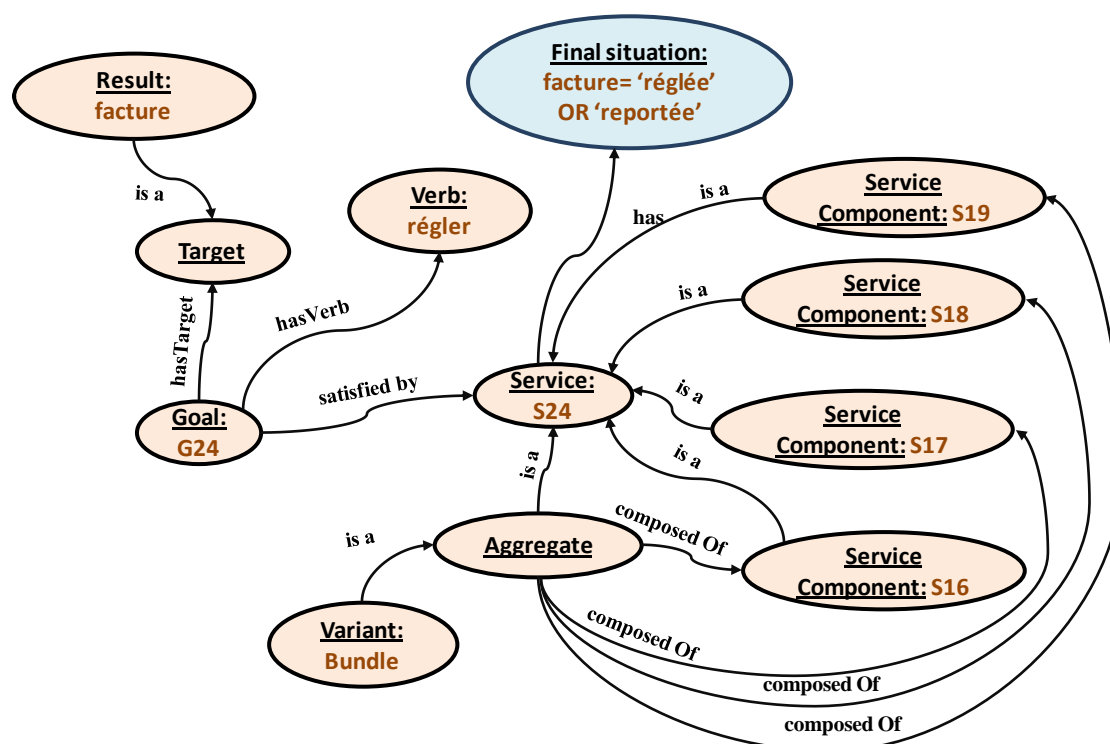 Final situation:
facture= ‘réglée’
OR ‘reportée’
Result:
facture
is a
Verb:
régler
is a
has
Service
Component: S19
Target
hasTarget
hasVerb
is a
Service
Component: S18
satisfied by
Service:
S24
is a
Service
Component: S17
Goal:
G24
is a
is a
Aggregate
composed Of
Service
Component: S16
is a
Variant:
Bundle
composed Of
composed Of
composed Of